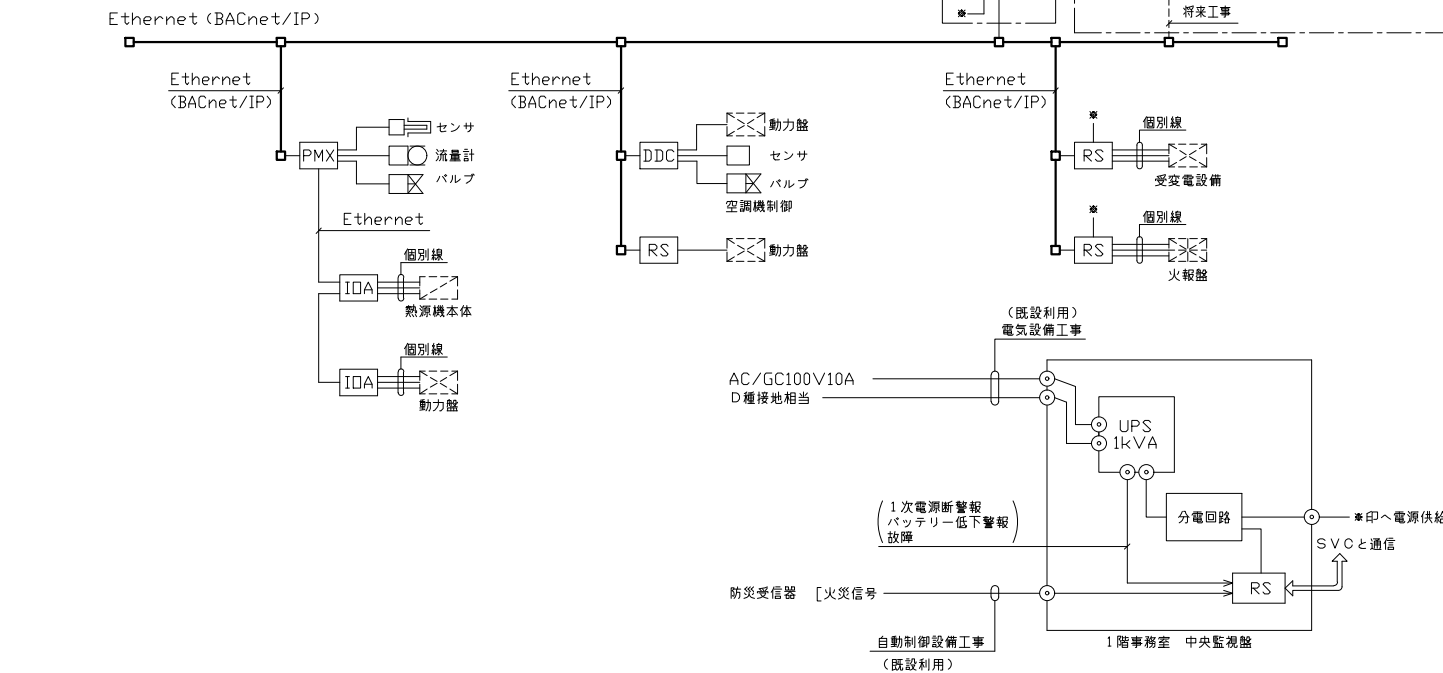 Ethernet (BACnet/IP)
※
将来工事
Ethernet
(BACnet/IP)
Ethernet
(BACnet/IP)
Ethernet
(BACnet/IP)
PMX
センサ
流量計
バルブ
Ethernet
IOA
個別線
熱源機本体
IOA
個別線
動力盤
DDC
動力盤
センサ
バルブ
空調機制御
RS
動力盤
※
RS
個別線
受変電設備
※
RS
個別線
火報盤
(既設利用)
電気設備工事
AC/GC100V10A
D種接地相当
UPS
1kVA
1次電源断警報
バッテリー低下警報
故障
分電回路
※印へ電源供給
SVCと通信
RS
防災受信器 [火災信号
自動制御設備工事
(既設利用)
1階事務室 中央監視盤